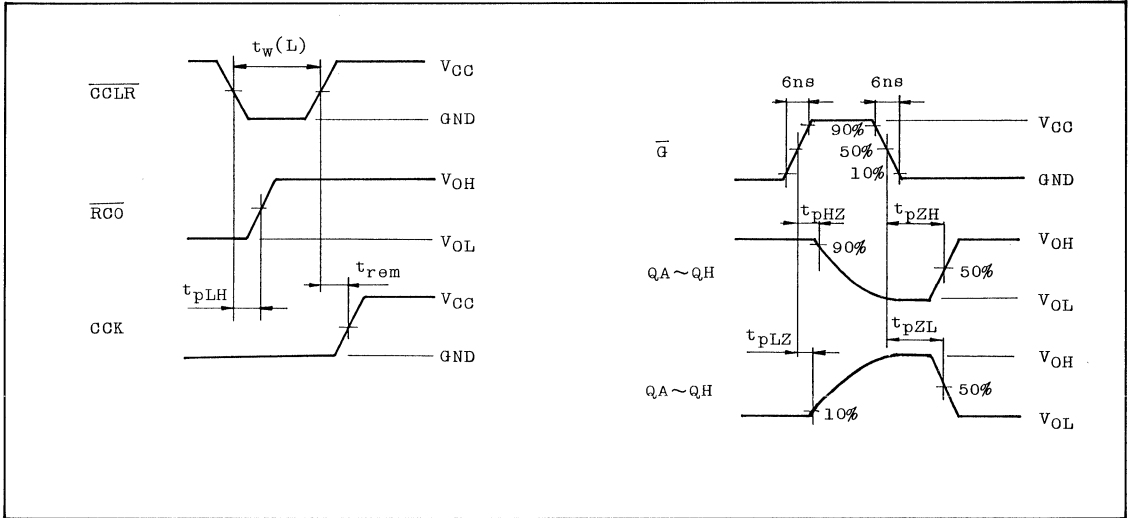 tw(L)
CCLR
VCC
GND
RCO
VOH
VOL
tpLH
trem
CCK
VCC
GND
6ns 6ns
G
90%
50%
10%
VCC
GND
tpHZ
tpZH
QA~QH
90%
50%
VOH
VOL
tpLZ
tpZL
QA~QH
10%
50%
VOH
VOL